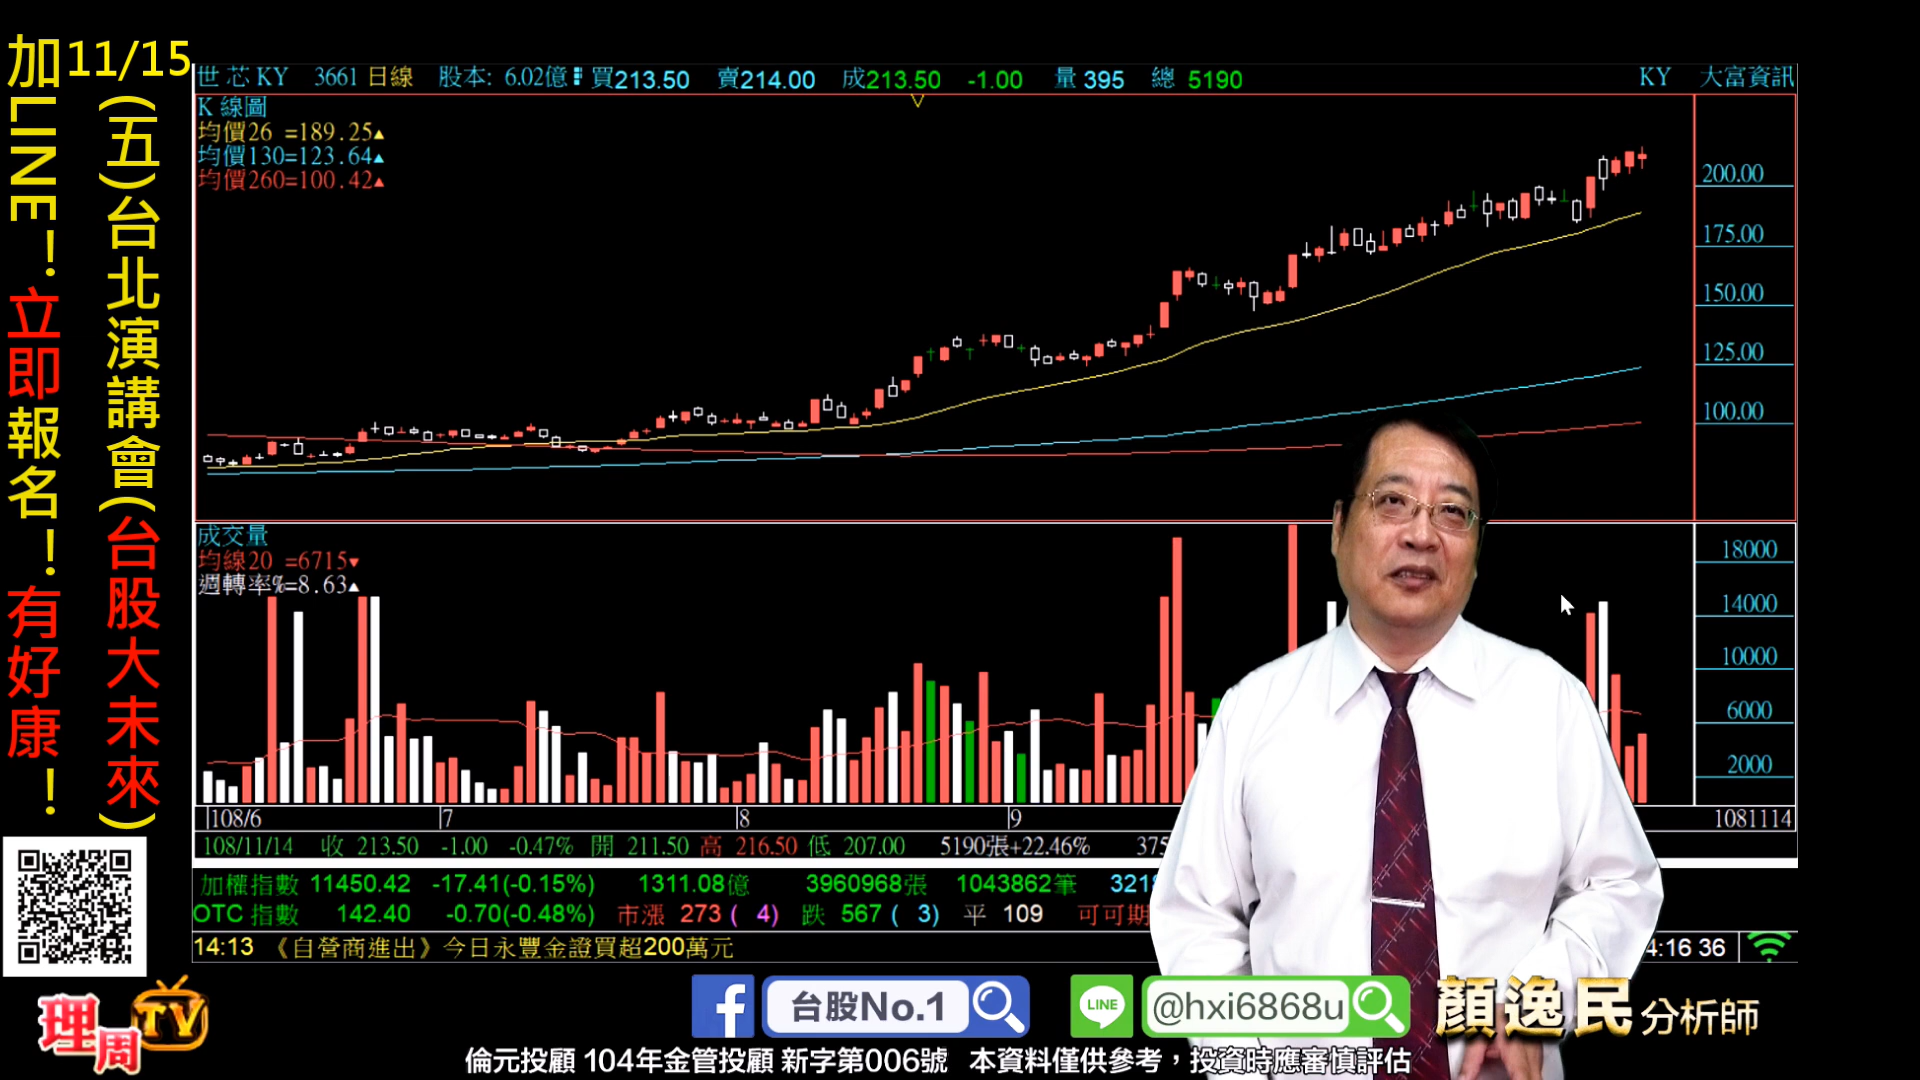 加LINE！立即報名！有好康！
11/15(五)台北演講會(台股大未來)
世芯KY 3661 日線 股本: 6.02億 買213.50 賣214.00 成213.50 -1.00 量 395 總 5190 KY 大富資訊
K 線圖
均價26 =189.25▲
均價130=123.64▲
均價260=100.42▲
200.00
175.00
150.00
125.00
100.00
成交量
均線20 =6715▼
週轉率%=8.63▲
18000
14000
10000
6000
2000
108/6 7 8 9 1081114
108/11/14 收 213.50 -1.00 -0.47% 開 211.50 高 216.50 低 207.00 5190張+22.46% 375
加權指數 11450.42 -17.41(-0.15%) 1311.08億 3960968張 1043862筆 321
OTC 指數 142.40 -0.70(-0.48%) 市漲 273 ( 4) 跌 567 ( 3) 平 109 可可期
14:13 《自營商進出》今日永豐金證買超200萬元 4:16 36
理周TV
f 台股No.1 LINE @hxi6868u 顏逸民 分析師
倫元投顧 104年金管投顧 新字第006號 本資料僅供參考，投資時應審慎評估